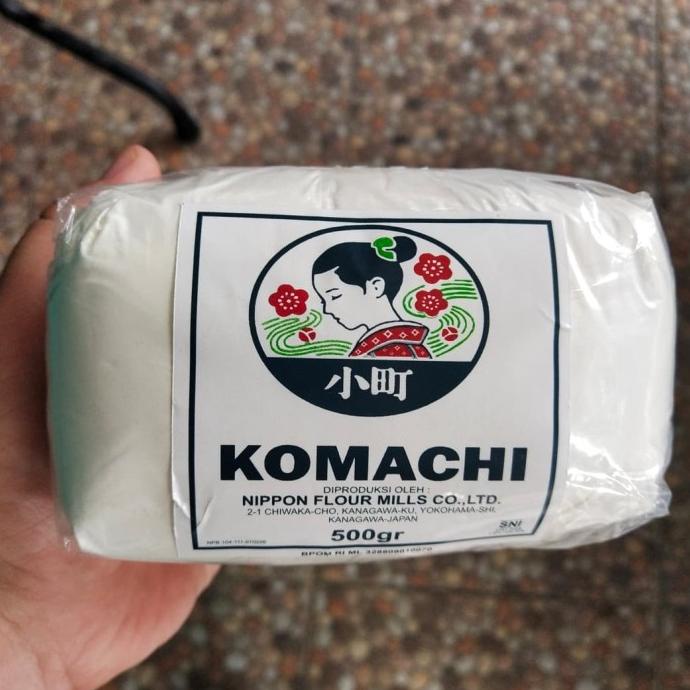 小町
KOMACHI
DIPRODUKSI OLEH :
NIPPON FLOUR MILLS CO.,LTD.
2-1 CHIWAKA-CHO, KANAGAWA-KU, YOKOHAMA-SHI,
KANAGAWA-JAPAN
SNI
500gr